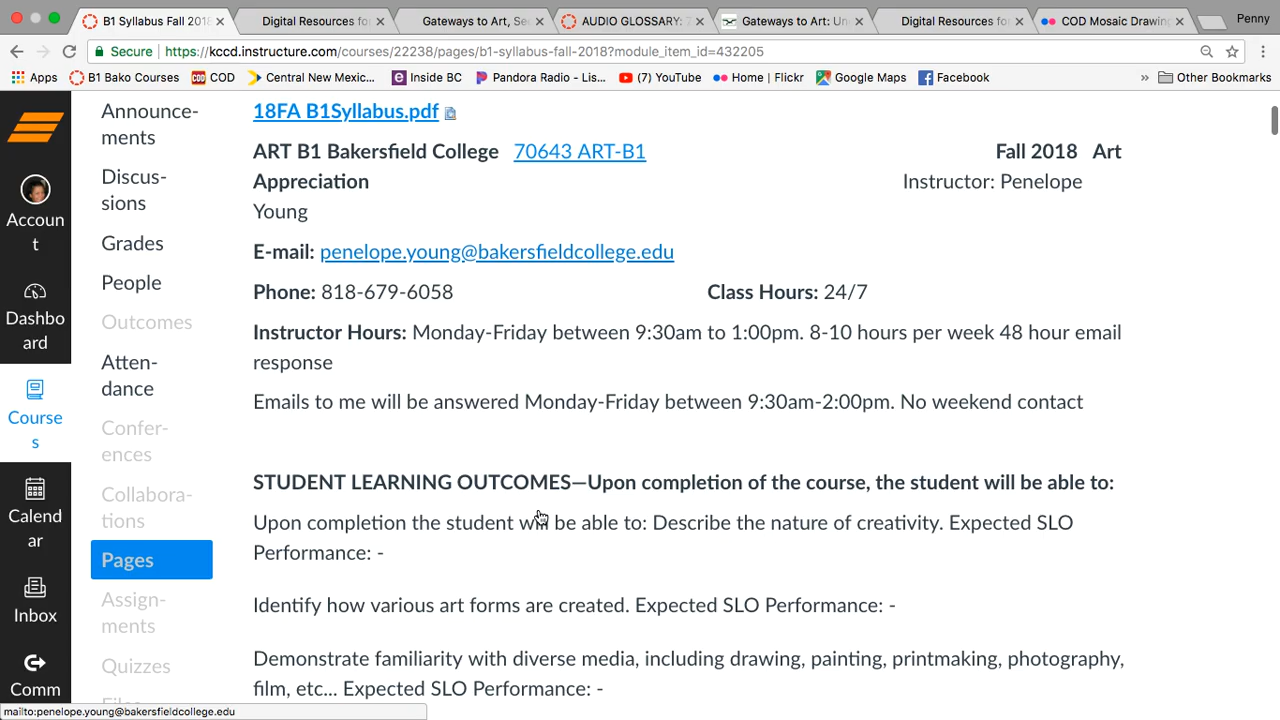 B1 Syllabus Fall 201
Digital Resources for
Gateways to Art, Se
AUDIO GLOSSARY: 7
Gateways to Art: Un
Digital Resources for
COD Mosaic Drawing
Penny
Secure https://kccd.instructure.com/courses/22238/pages/b1-syllabus-fall-2018?module_item_id=432205
Apps B1 Bako Courses COD Central New Mexic... Inside BC Pandora Radio - Lis... (7) YouTube Home | Flickr Google Maps Facebook » Other Bookmarks
Accoun
t
Dashbo
ard
Course
s
Calend
ar
Inbox
Comm
Announce-
ments
Discus-
sions
Grades
People
Outcomes
Atten-
dance
Confer-
ences
Collabora-
tions
Pages
Assign-
ments
Quizzes
Files
18FA B1Syllabus.pdf
ART B1 Bakersfield College 70643 ART-B1 Fall 2018 Art
Appreciation Instructor: Penelope
Young
E-mail: penelope.young@bakersfieldcollege.edu
Phone: 818-679-6058 Class Hours: 24/7
Instructor Hours: Monday-Friday between 9:30am to 1:00pm. 8-10 hours per week 48 hour email
response
Emails to me will be answered Monday-Friday between 9:30am-2:00pm. No weekend contact
STUDENT LEARNING OUTCOMES—Upon completion of the course, the student will be able to:
Upon completion the student will be able to: Describe the nature of creativity. Expected SLO
Performance: -
Identify how various art forms are created. Expected SLO Performance: -
Demonstrate familiarity with diverse media, including drawing, painting, printmaking, photography,
film, etc... Expected SLO Performance: -
mailto:penelope.young@bakersfieldcollege.edu